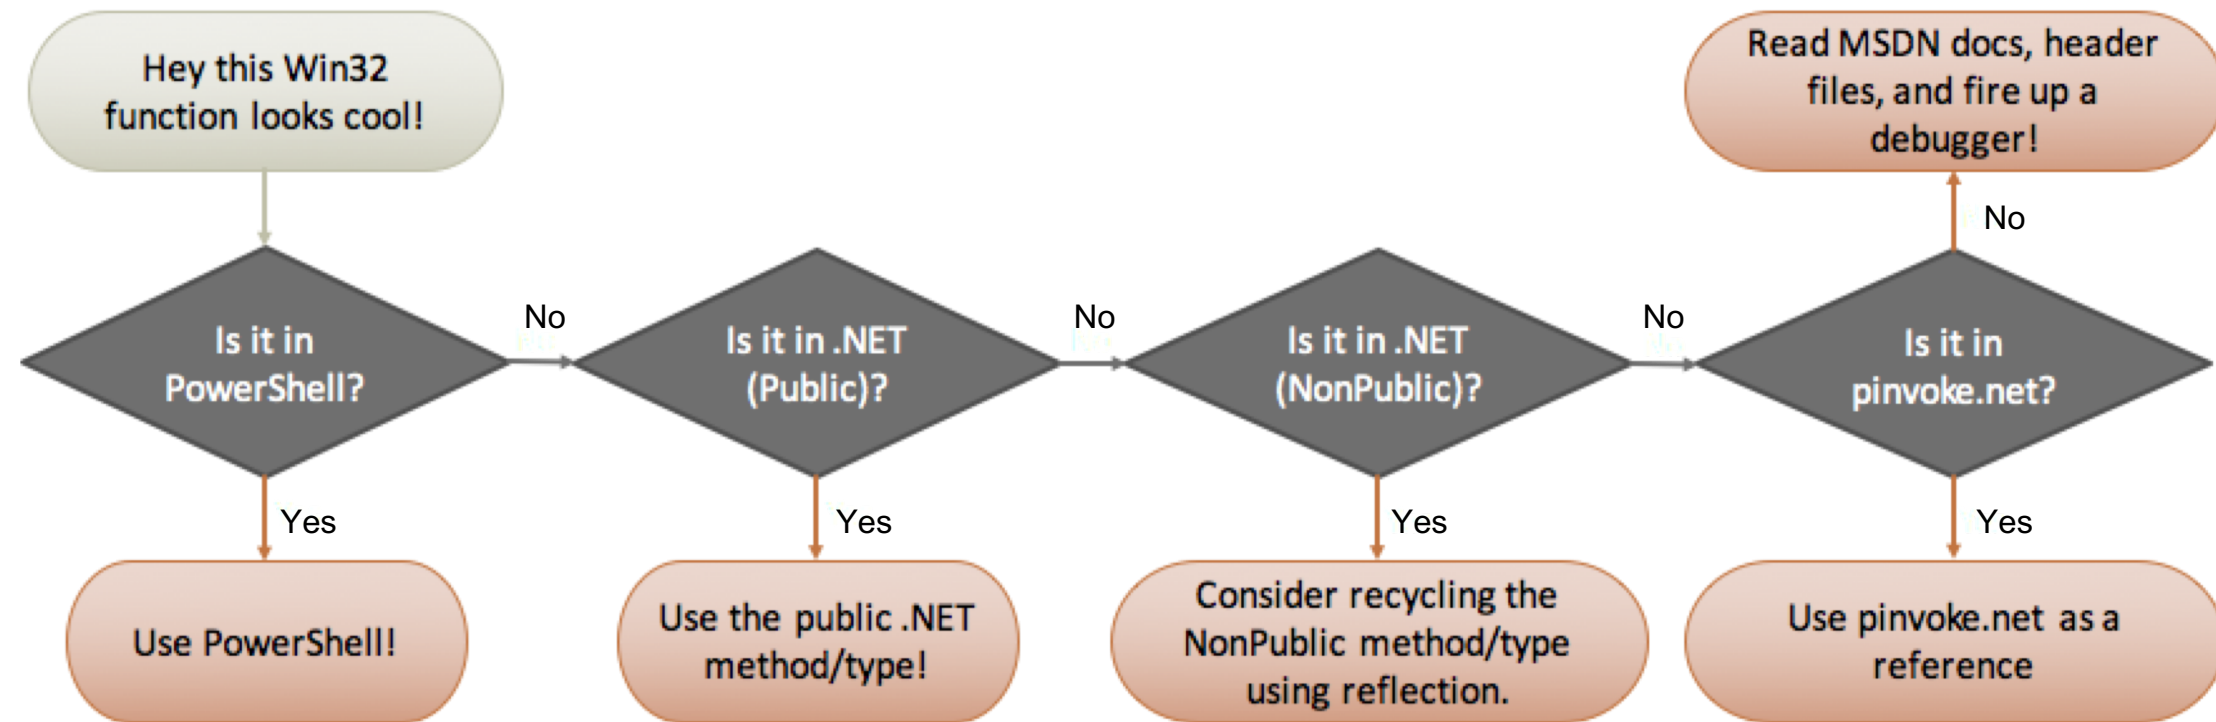 Hey this Win32
function looks cool!
Read MSDN docs, header
files, and fire up a
debugger!
No
Is it in
PowerShell?
No
Is it in .NET
(Public)?
No
Is it in .NET
(NonPublic)?
No
Is it in
pinvoke.net?
Yes
Yes
Yes
Yes
Use PowerShell!
Use the public .NET
method/type!
Consider recycling the
NonPublic method/type
using reflection.
Use pinvoke.net as a
reference